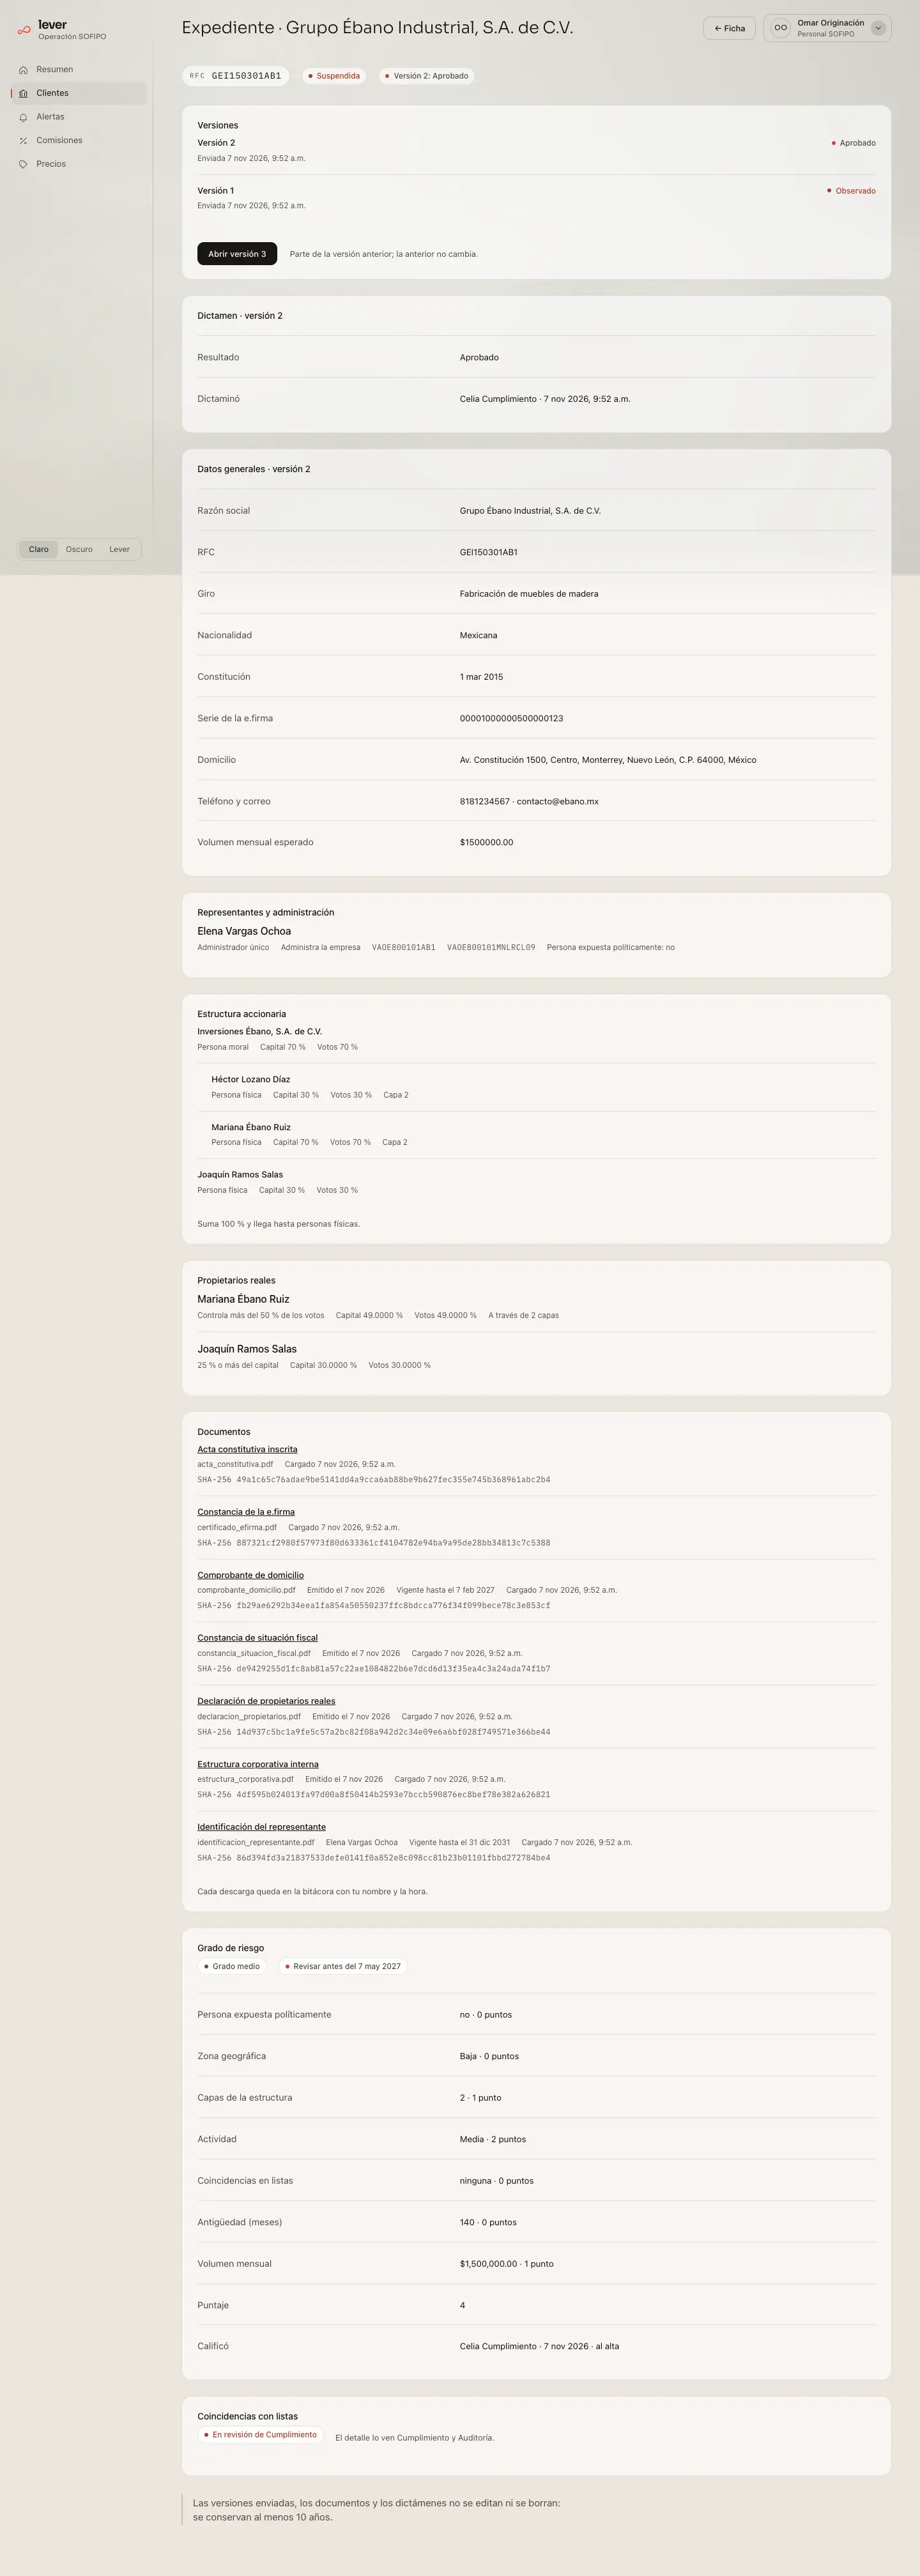 lever
Operación SOFIPO
Resumen
Clientes
Alertas
Comisiones
Precios
Claro Oscuro Lever
Expediente · Grupo Ébano Industrial, S.A. de C.V.
← Ficha
Omar Originación
Personal SOFIPO
RFC GEI150301AB1
Suspendida
Versión 2: Aprobado
Versiones
Versión 2
Aprobado
Enviada 7 nov 2026, 9:52 a.m.
Versión 1
Observado
Enviada 7 nov 2026, 9:52 a.m.
Abrir versión 3
Parte de la versión anterior; la anterior no cambia.
Dictamen · versión 2
Resultado Aprobado
Dictaminó Celia Cumplimiento · 7 nov 2026, 9:52 a.m.
Datos generales · versión 2
Razón social Grupo Ébano Industrial, S.A. de C.V.
RFC GEI150301AB1
Giro Fabricación de muebles de madera
Nacionalidad Mexicana
Constitución 1 mar 2015
Serie de la e.firma 00001000000500000123
Domicilio Av. Constitución 1500, Centro, Monterrey, Nuevo León, C.P. 64000, México
Teléfono y correo 8181234567 · contacto@ebano.mx
Volumen mensual esperado $1500000.00
Representantes y administración
Elena Vargas Ochoa
Administrador único Administra la empresa VAOE800101AB1 VAOE800101MNLRCL09 Persona expuesta políticamente: no
Estructura accionaria
Inversiones Ébano, S.A. de C.V.
Persona moral Capital 70 % Votos 70 %
Héctor Lozano Díaz
Persona física Capital 30 % Votos 30 % Capa 2
Mariana Ébano Ruiz
Persona física Capital 70 % Votos 70 % Capa 2
Joaquín Ramos Salas
Persona física Capital 30 % Votos 30 %
Suma 100 % y llega hasta personas físicas.
Propietarios reales
Mariana Ébano Ruiz
Controla más del 50 % de los votos Capital 49.0000 % Votos 49.0000 % A través de 2 capas
Joaquín Ramos Salas
25 % o más del capital Capital 30.0000 % Votos 30.0000 %
Documentos
Acta constitutiva inscrita
acta_constitutiva.pdf Cargado 7 nov 2026, 9:52 a.m.
SHA-256 49a1c65c76adae9be5141dd4a9cca6ab88be9b627fec355e745b368961abc2b4
Constancia de la e.firma
certificado_efirma.pdf Cargado 7 nov 2026, 9:52 a.m.
SHA-256 887321cf2980f57973f80d633361cf4104782e94ba9a95de28bb34813c7c5388
Comprobante de domicilio
comprobante_domicilio.pdf Emitido el 7 nov 2026 Vigente hasta el 7 feb 2027 Cargado 7 nov 2026, 9:52 a.m.
SHA-256 fb29ae6292b34eea1fa854a50550237ffc8bdcca776f34f099bece78c3e853cf
Constancia de situación fiscal
constancia_situacion_fiscal.pdf Emitido el 7 nov 2026 Cargado 7 nov 2026, 9:52 a.m.
SHA-256 de9429255d1fc8ab81a57c22ae1084822b6e7dcd6d13f35ea4c3a24ada74f1b7
Declaración de propietarios reales
declaracion_propietarios.pdf Emitido el 7 nov 2026 Cargado 7 nov 2026, 9:52 a.m.
SHA-256 14d937c5bc1a9fe5c57a2bc82f08a942d2c34e09e6a6bf028f749571e366be44
Estructura corporativa interna
estructura_corporativa.pdf Emitido el 7 nov 2026 Cargado 7 nov 2026, 9:52 a.m.
SHA-256 4df595b024013fa97d00a8f50414b2593e7bccb590876ec8bef78e382a626821
Identificación del representante
identificacion_representante.pdf Elena Vargas Ochoa Vigente hasta el 31 dic 2031 Cargado 7 nov 2026, 9:52 a.m.
SHA-256 86d394fd3a21837533defe0141f0a852e8c098cc81b23b01101fbbd272784be4
Cada descarga queda en la bitácora con tu nombre y la hora.
Grado de riesgo
Grado medio
Revisar antes del 7 may 2027
Persona expuesta políticamente no · 0 puntos
Zona geográfica Baja · 0 puntos
Capas de la estructura 2 · 1 punto
Actividad Media · 2 puntos
Coincidencias en listas ninguna · 0 puntos
Antigüedad (meses) 140 · 0 puntos
Volumen mensual $1,500,000.00 · 1 punto
Puntaje 4
Calificó Celia Cumplimiento · 7 nov 2026 · al alta
Coincidencias con listas
En revisión de Cumplimiento
El detalle lo ven Cumplimiento y Auditoría.
Las versiones enviadas, los documentos y los dictámenes no se editan ni se borran:
se conservan al menos 10 años.